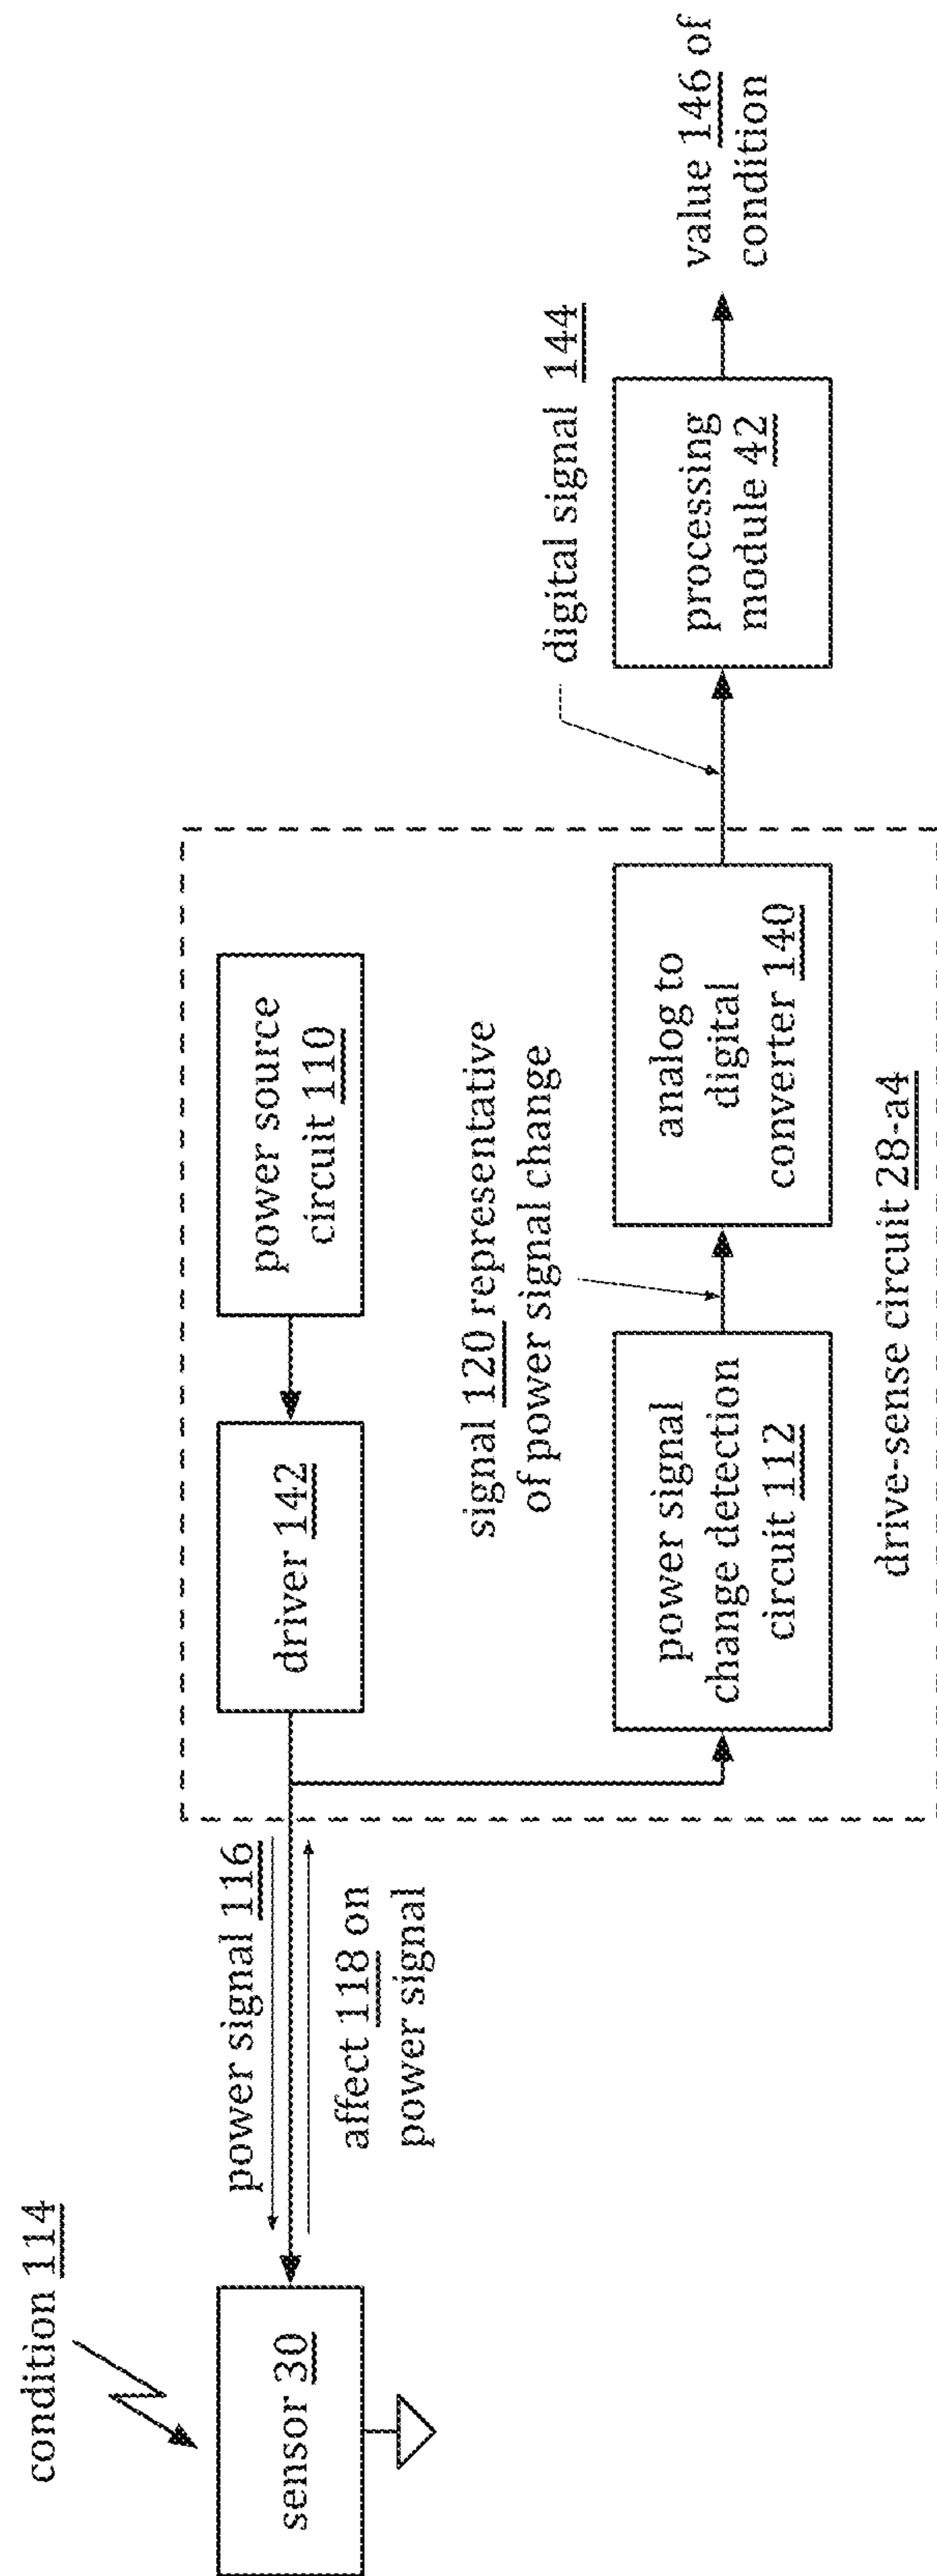 condition 114
sensor 30
power signal 116
affect 118 on
power signal
driver 142
power source
circuit 110
signal 120 representative
of power signal change
power signal
change detection
circuit 112
analog to
digital
converter 140
drive-sense circuit 28-a4
digital signal 144
processing
module 42
value 146 of
condition